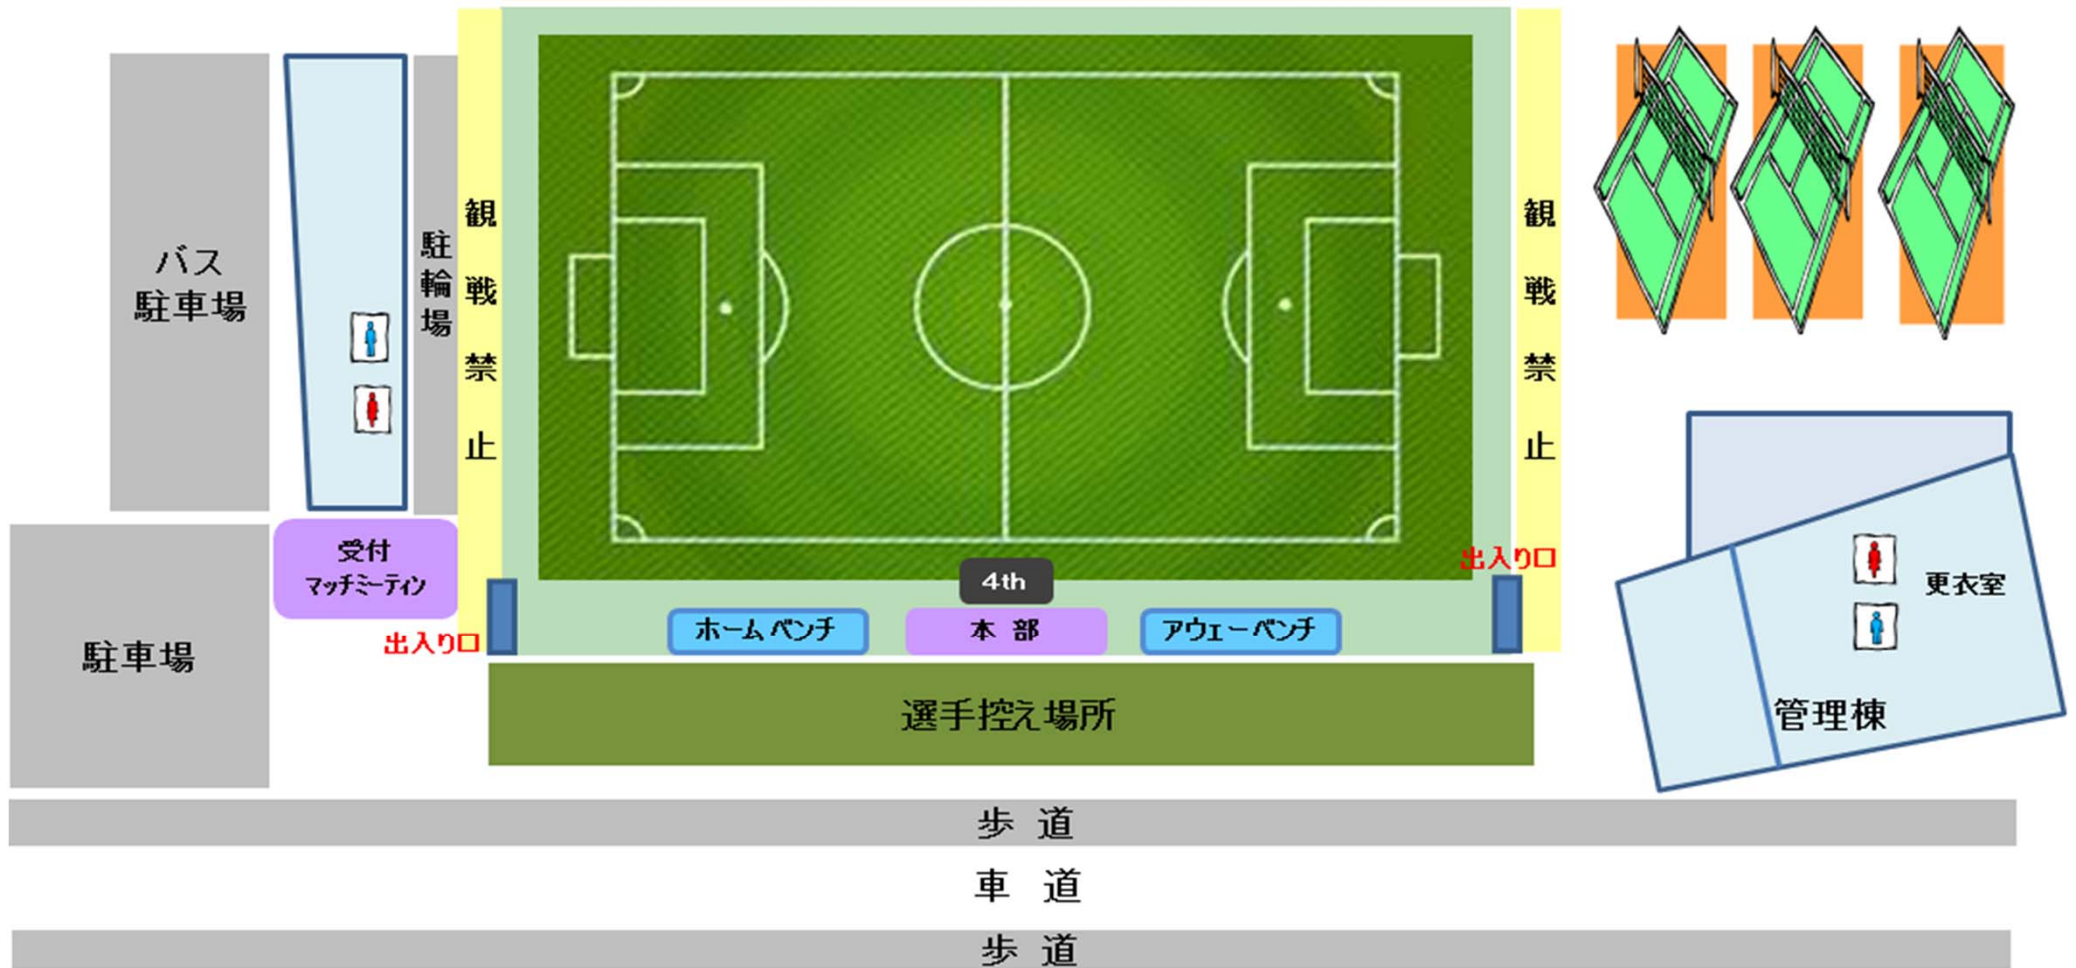 バス
駐車場
駐輪場
観戦禁止
観戦禁止
受付
マッチミーティン
出入り口
駐車場
4th
ホームベンチ
本部
アウェーベンチ
出入り口
選手控え場所
更衣室
管理棟
歩道
車道
歩道